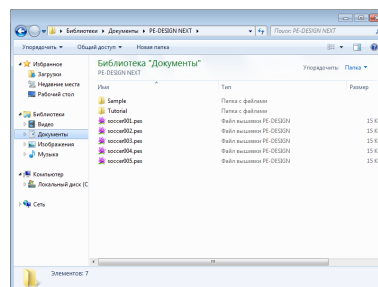 Библиотеки ▸ Документы ▸ PE-DESIGN NEXT ▸
Поиск: PE-DESIGN NEXT
Упорядочить ▼ Общий доступ ▼ Новая папка
Избранное
Загрузки
Недавние места
Рабочий стол
Библиотеки
Видео
Документы
Изображения
Музыка
Компьютер
Локальный диск (C
Сеть
Библиотека "Документы"
PE-DESIGN NEXT
Упорядочить: Папка ▼
Имя Тип Размер
Sample Папка с файлами
Tutorial Папка с файлами
soccer001.pes Файл вышивки PE-DESIGN 15 K
soccer002.pes Файл вышивки PE-DESIGN 15 K
soccer003.pes Файл вышивки PE-DESIGN 15 K
soccer004.pes Файл вышивки PE-DESIGN 15 K
soccer005.pes Файл вышивки PE-DESIGN 15 K
Элементов: 7